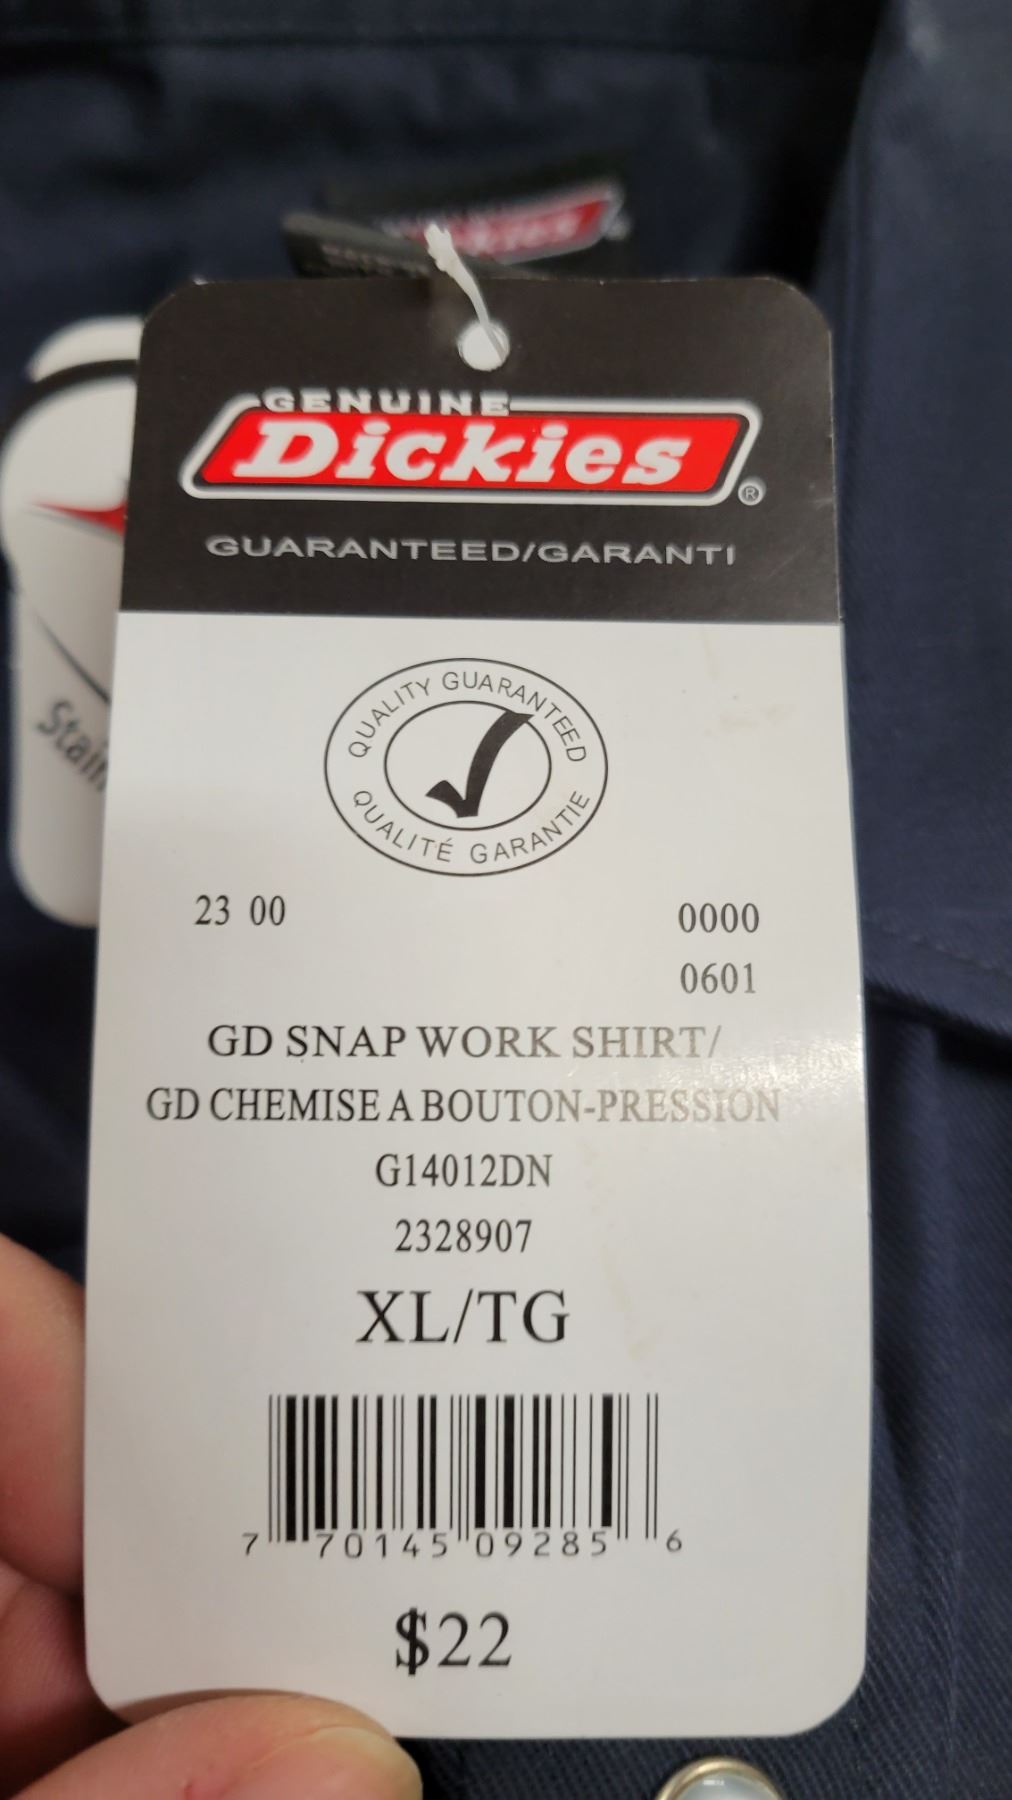 GENUINE
Dickies®
GUARANTEED/GARANTI
QUALITY GUARANTEED
QUALITÉ GARANTIE
Stain
23 00
0000
0601
GD SNAP WORK SHIRT/
GD CHEMISE A BOUTON-PRESSION
G14012DN
2328907
XL/TG
7 70145 09285 6
$22